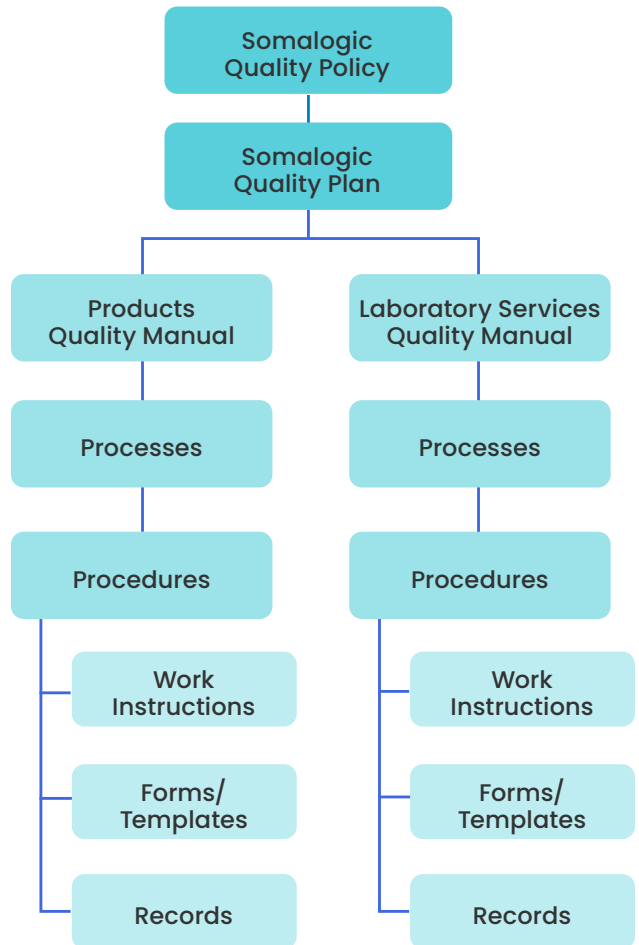 Somalogic
Quality Policy
Somalogic
Quality Plan
Products
Quality Manual
Laboratory Services
Quality Manual
Processes
Processes
Procedures
Procedures
Work
Instructions
Work
Instructions
Forms/
Templates
Forms/
Templates
Records
Records